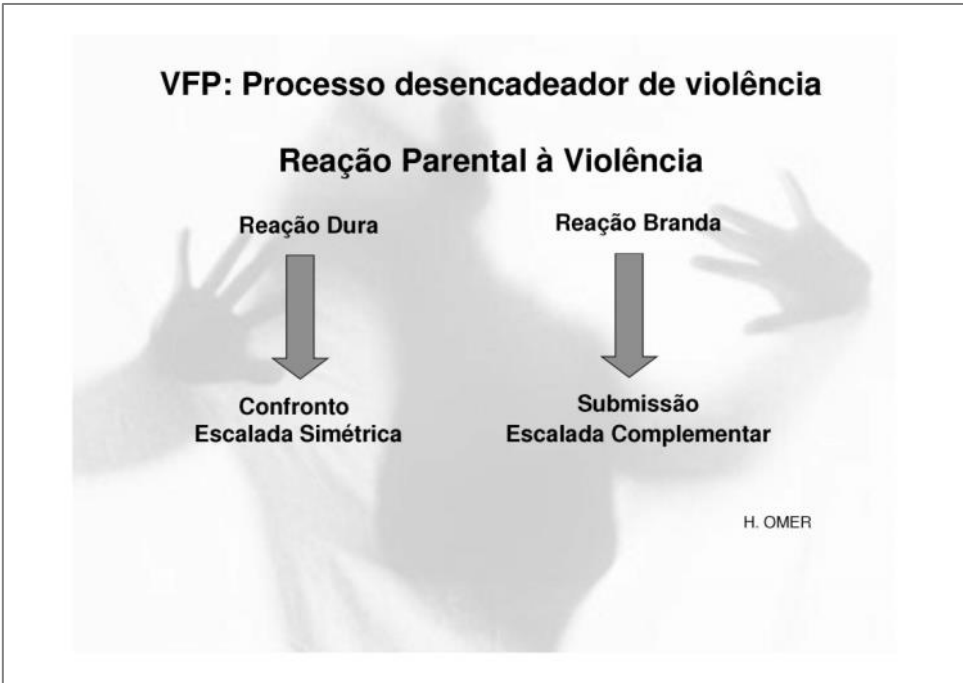 VFP: Processo desencadeador de violência
Reação Parental à Violência
Reação Dura
Reação Branda
Confronto
Escalada Simétrica
Submissão
Escalada Complementar
H. OMER